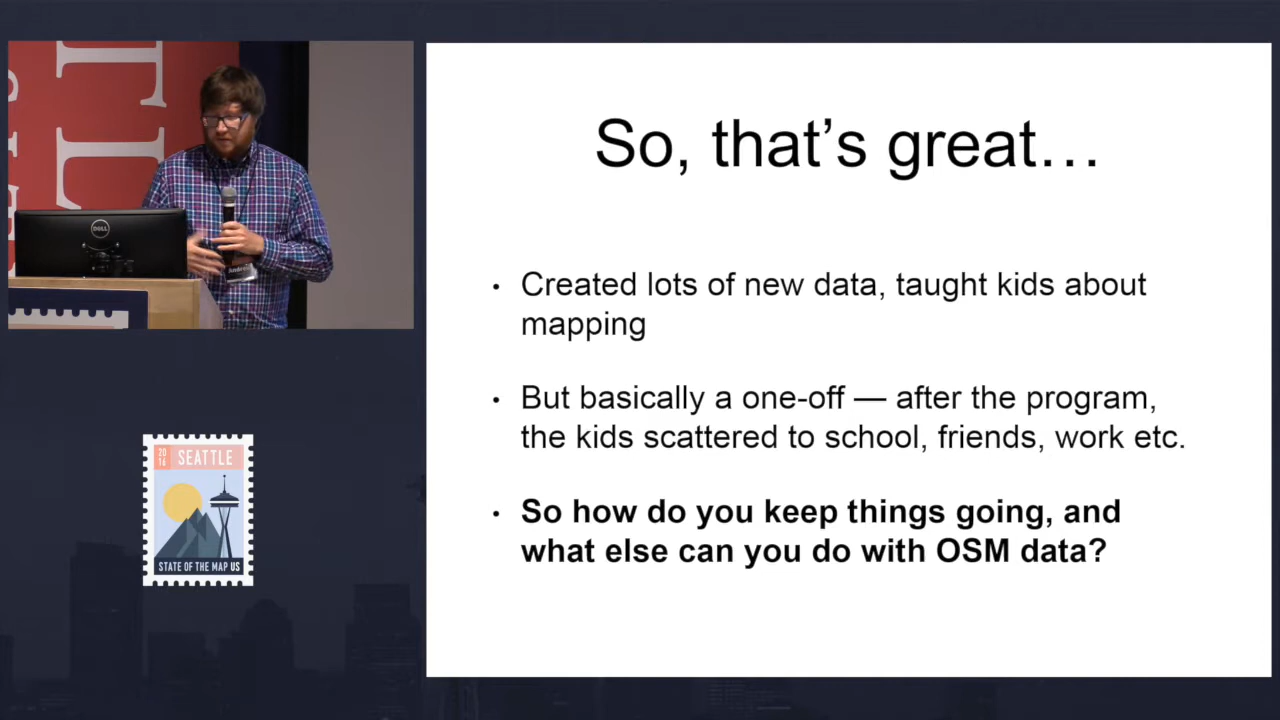 So, that's great…
• Created lots of new data, taught kids about
mapping
• But basically a one-off — after the program,
the kids scattered to school, friends, work etc.
• So how do you keep things going, and
what else can you do with OSM data?
DELL
20
16
SEATTLE
STATE OF THE MAP US